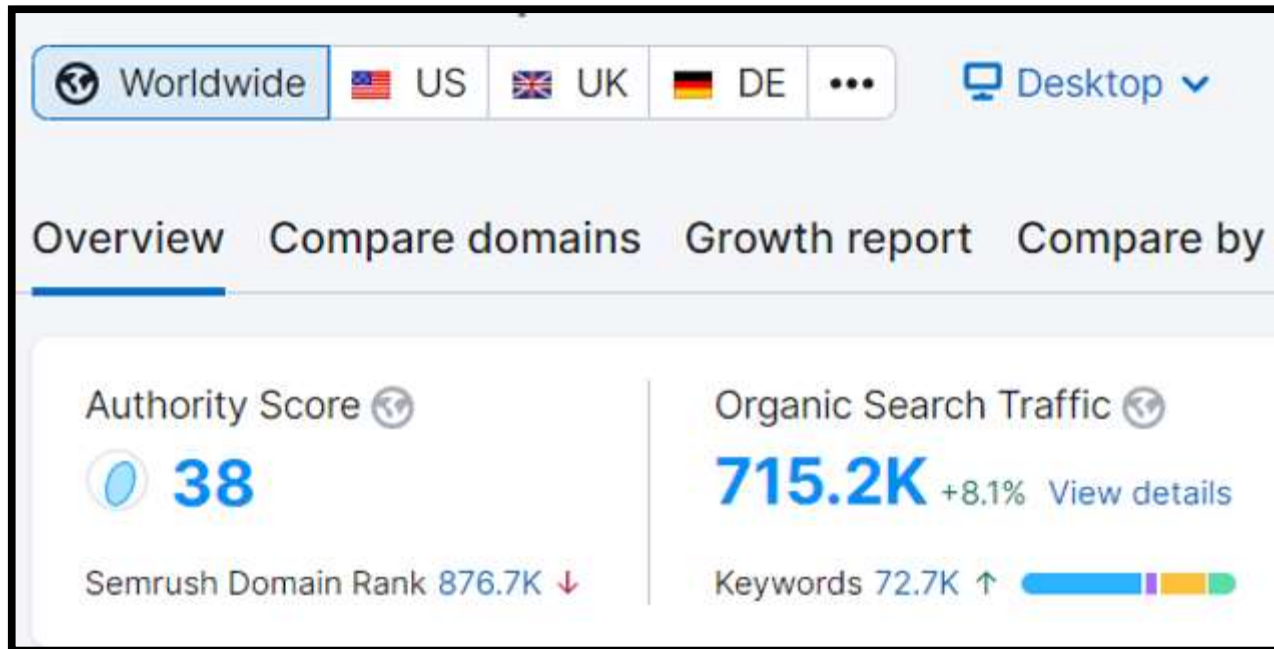 Worldwide US UK DE ••• Desktop
Overview Compare domains Growth report Compare by
Authority Score Organic Search Traffic
38 715.2K +8.1% View details
Semrush Domain Rank 876.7K ↓ Keywords 72.7K ↑